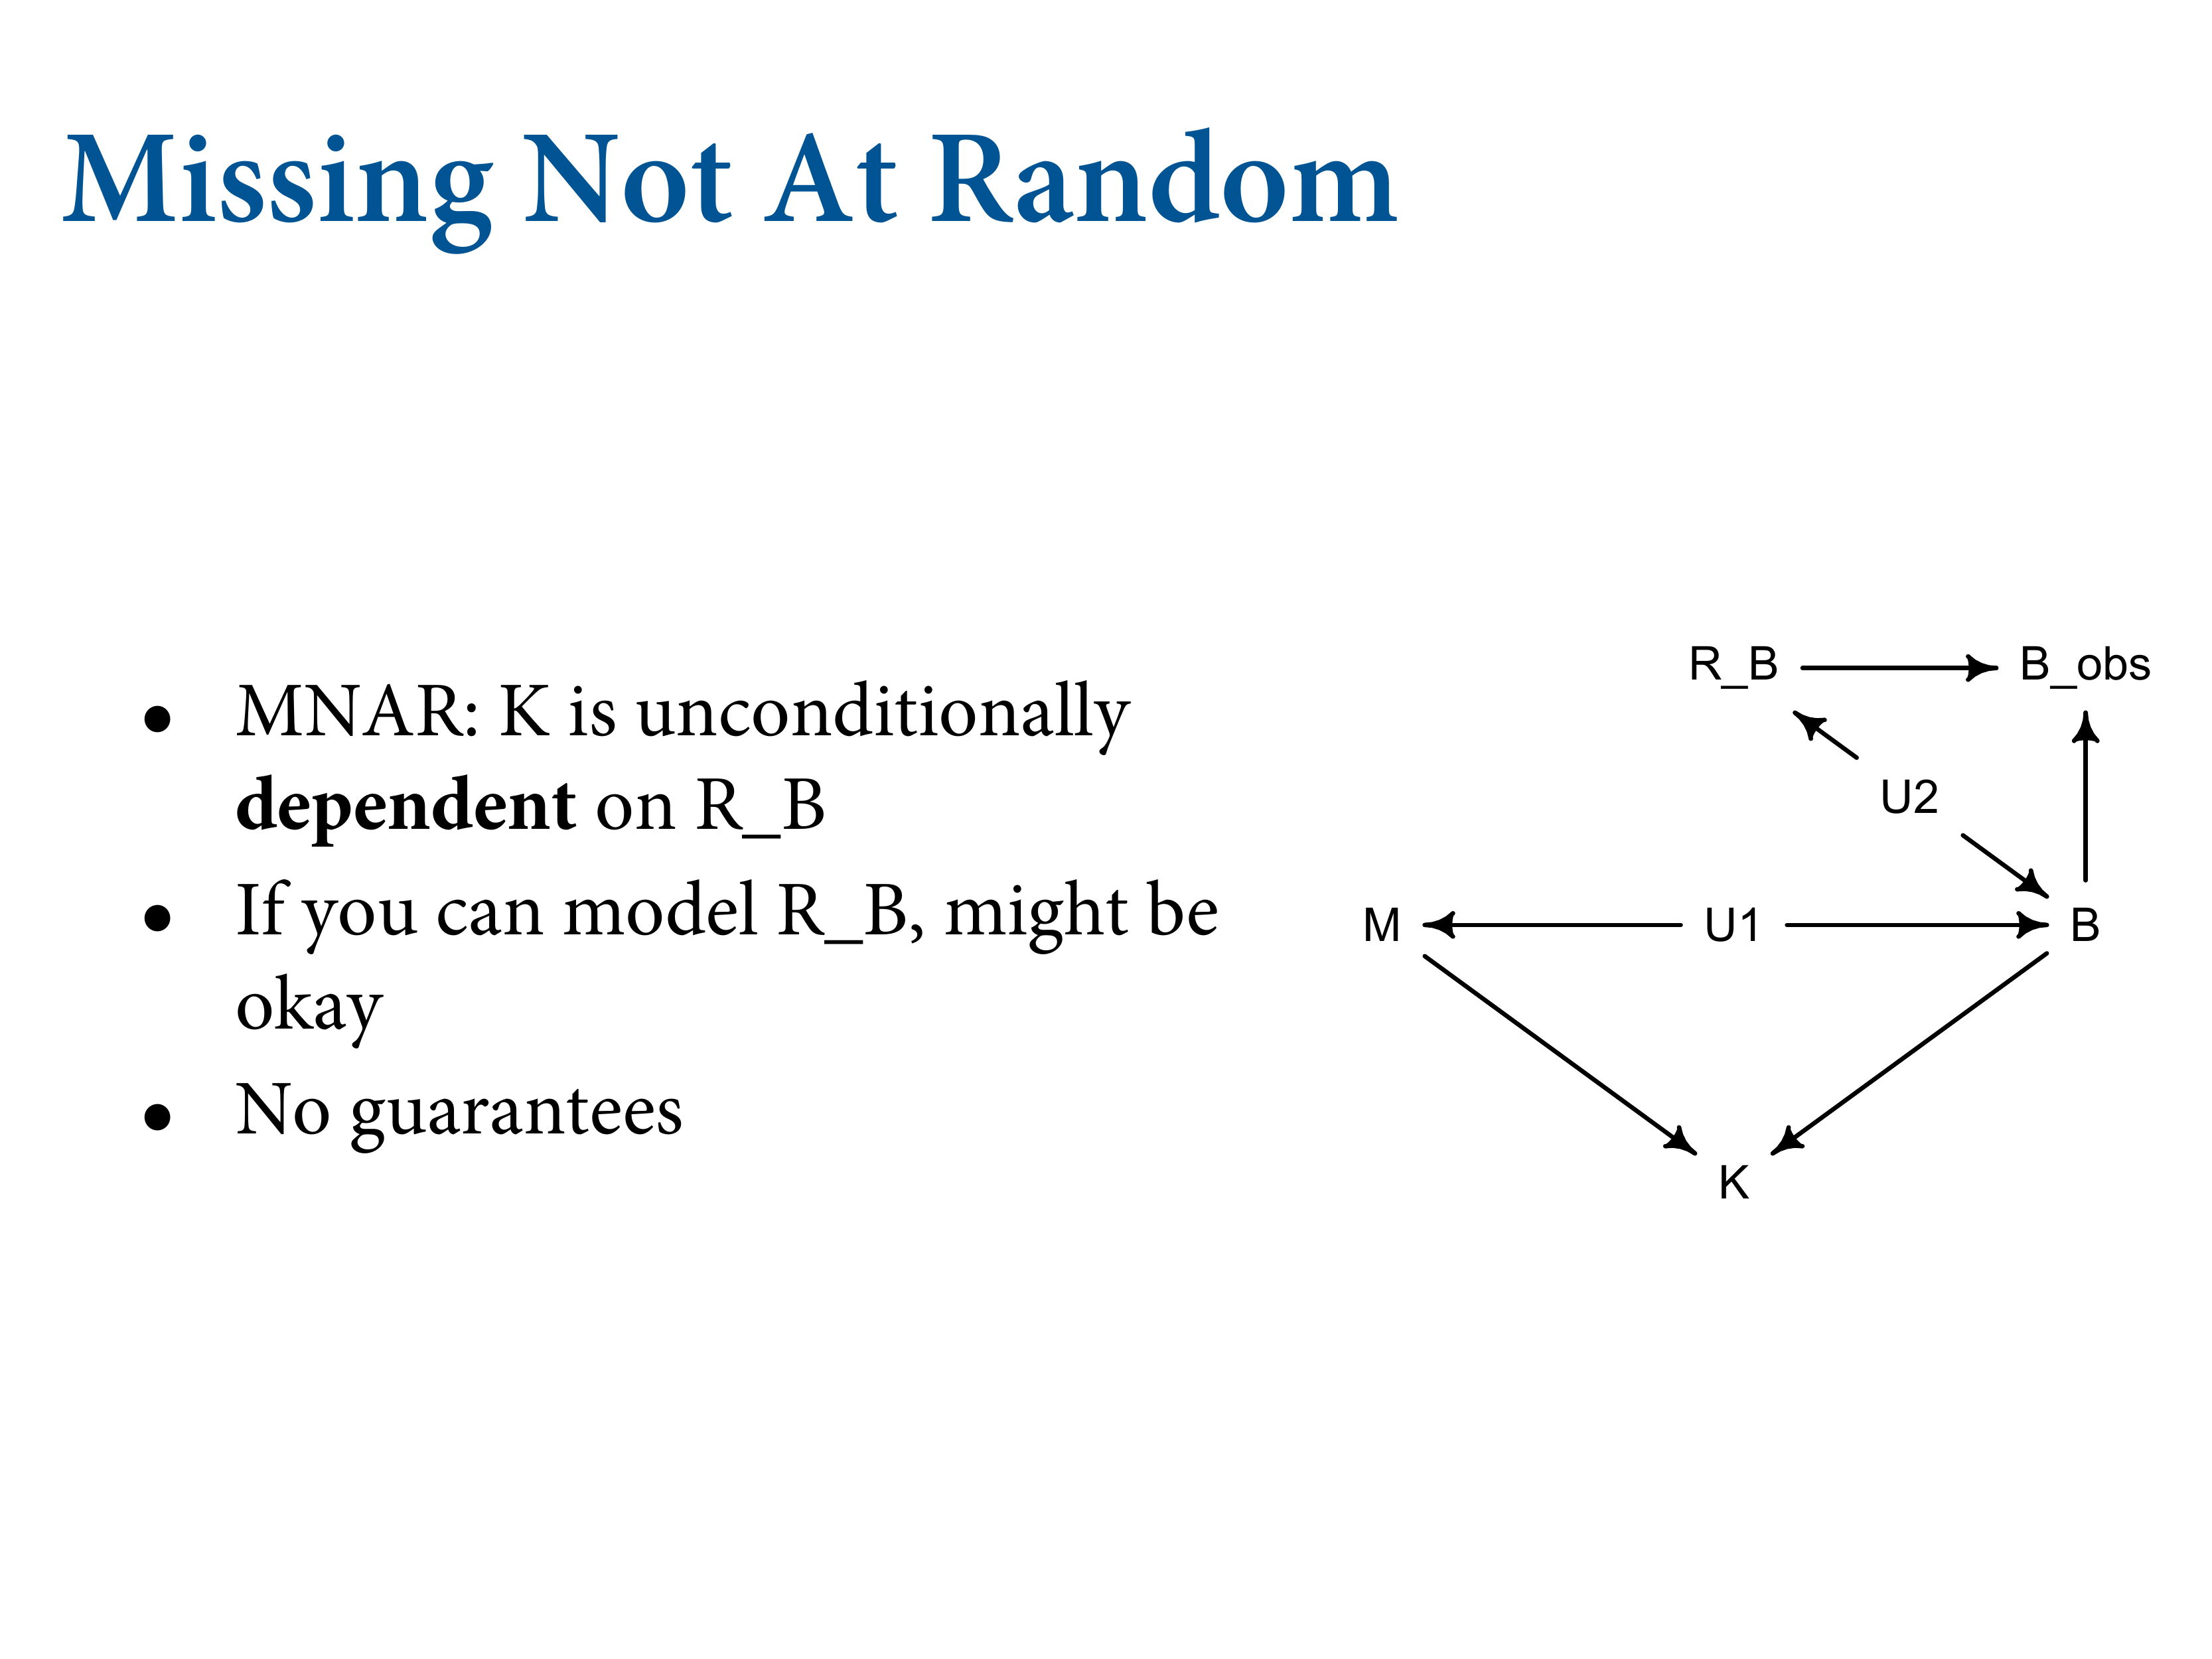 Missing Not At Random
• MNAR: K is unconditionally
dependent on R_B
• If you can model R_B, might be
okay
• No guarantees
R_B
B_obs
U2
M
U1
B
K